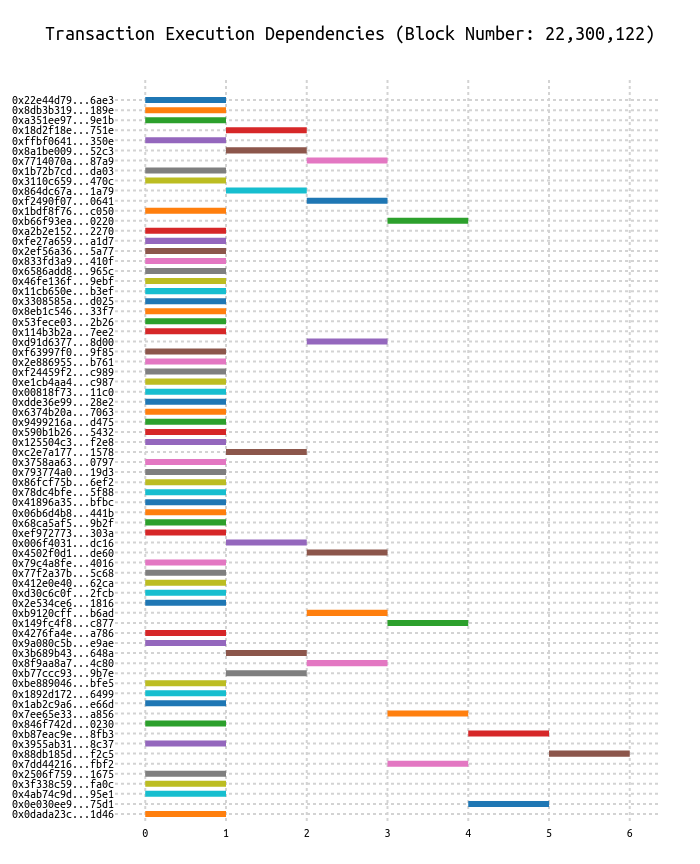 Transaction Execution Dependencies (Block Number: 22,300,122)
0x22e44d79...6ae3
0x8db3b319...189e
0xa351ee97...9e1b
0x18d2f18e...751e
0xffbf0641...350e
0x8a1be009...52c3
0x7714070a...87a9
0x1b72b7cd...da03
0x3110c659...470c
0x864dc67a...1a79
0xf2490f07...0641
0x1bdf8f76...c050
0xb66f93ea...0220
0xa2b2e152...2270
0xfe27a659...a1d7
0x2ef56a36...5a77
0x833fd3a9...410f
0x6586add8...965c
0x46fe136f...9ebf
0x11cb650e...b3ef
0x3308585a...d025
0x8eb1c546...33f7
0x53fece03...2b26
0x114b3b2a...7ee2
0xd91d6377...8d00
0xf63997f0...9f85
0x2e886955...b761
0xf24459f2...c989
0xe1cb4aa4...c987
0x00818f73...11c0
0xdde36e99...28e2
0x6374b20a...7063
0x9499216a...d475
0x590b1b26...5432
0x125504c3...f2e8
0xc2e7a177...1578
0x3758aa63...0797
0x793774a0...19d3
0x86fcf75b...6ef2
0x78dc4bfe...5f88
0x41896a35...bfbc
0x06b6d4b8...441b
0x68ca5af5...9b2f
0xef972773...303a
0x006f4031...dc16
0x4502f0d1...de60
0x79c4a8fe...4016
0x77f2a37b...5c68
0x412e0e40...62ca
0xd30c6c0f...2fcb
0x2e534ce6...1816
0xb9120cff...b6ad
0x149fc4f8...c877
0x4276fa4e...a786
0x9a080c5b...e9ae
0x3b689b43...648a
0x8f9aa8a7...4c80
0xb77ccc93...9b7e
0xbe889046...bfe5
0x1892d172...6499
0x1ab2c9a6...e66d
0x7ee65e33...a856
0x846f742d...0230
0xb87eac9e...8fb3
0x3955ab31...8c37
0x88db185d...f2c5
0x7dd44216...fbf2
0x2506f759...1675
0x3f338c59...fa0c
0x4ab74c9d...95e1
0x0e030ee9...75d1
0x0dada23c...1d46
0 1 2 3 4 5 6